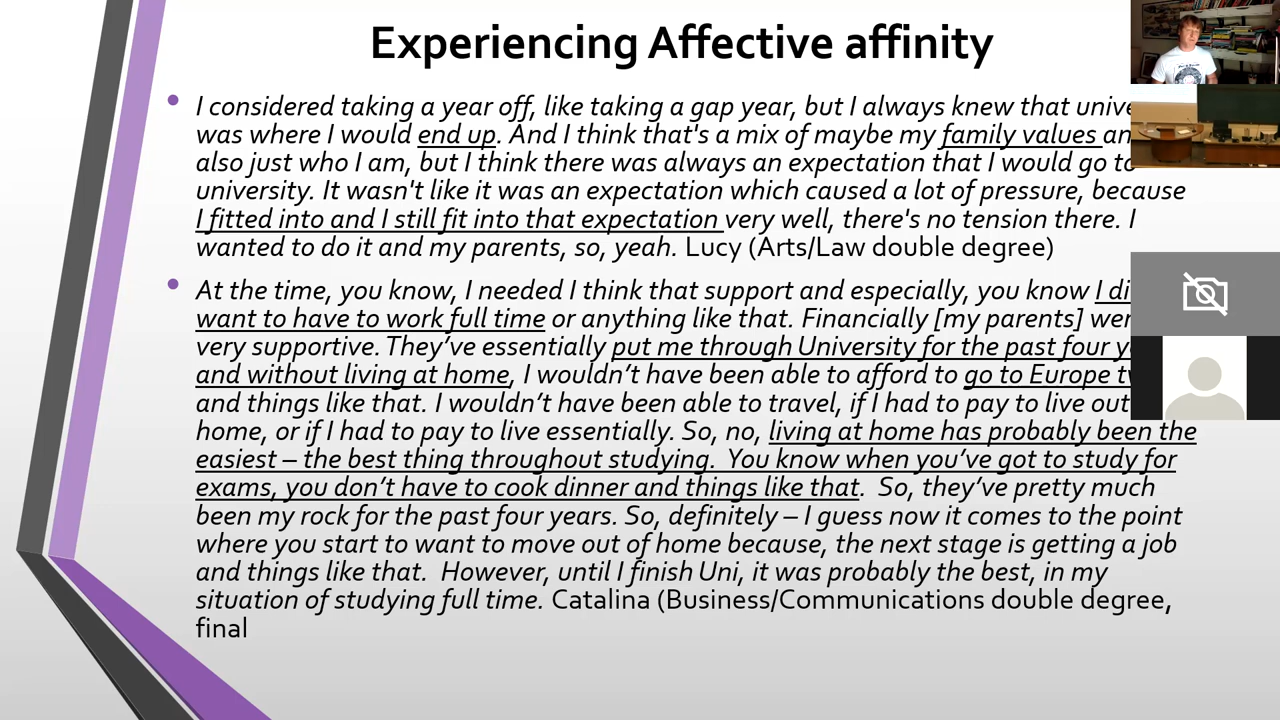 Experiencing Affective affinity
I considered taking a year off, like taking a gap year, but I always knew that
was where I would end up. And I think that's a mix of maybe my family values
also just who I am, but I think there was always an expectation that I would go to
university. It wasn't like it was an expectation which caused a lot of pressure, because
I fitted into and I still fit into that expectation very well, there's no tension there. I
wanted to do it and my parents, so, yeah. Lucy (Arts/Law double degree)
At the time, you know, I needed I think that support and especially, you know I
want to have to work full time or anything like that. Financially [my parents]
very supportive. They've essentially put me through University for the past four
and without living at home, I wouldn't have been able to afford to go to Europe
and things like that. I wouldn't have been able to travel, if I had to pay to live out
home, or if I had to pay to live essentially. So, no, living at home has probably been the
easiest – the best thing throughout studying. You know when you've got to study for
exams, you don't have to cook dinner and things like that. So, they've pretty much
been my rock for the past four years. So, definitely – I guess now it comes to the point
where you start to want to move out of home because, the next stage is getting a job
and things like that. However, until I finish Uni, it was probably the best, in my
situation of studying full time. Catalina (Business/Communications double degree,
final